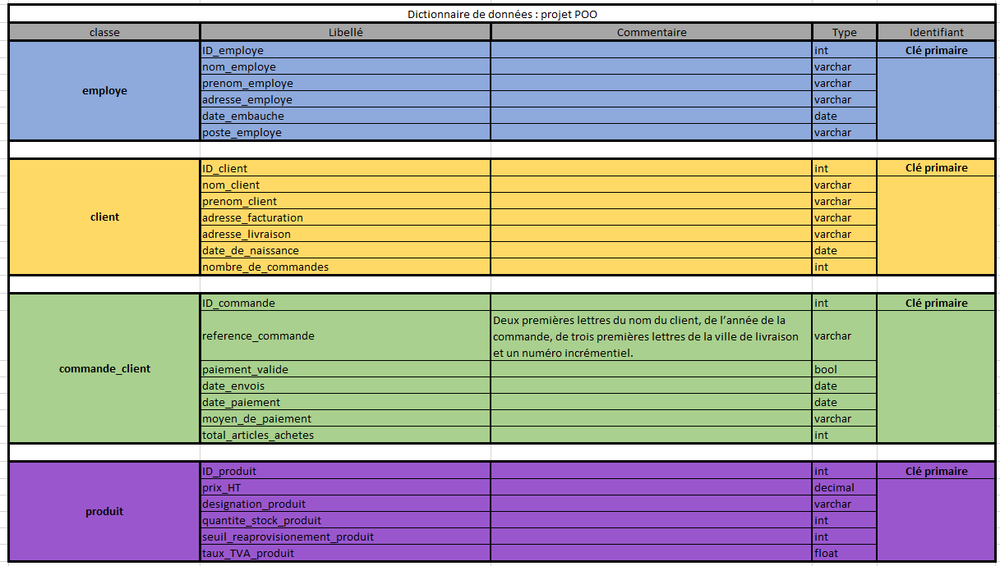 Dictionnaire de données : projet POO
classe Libellé Commentaire Type Identifiant
employe
ID_employe int Clé primaire
nom_employe varchar
prenom_employe varchar
adresse_employe varchar
date_embauche date
poste_employe varchar
client
ID_client int Clé primaire
nom_client varchar
prenom_client varchar
adresse_facturation varchar
adresse_livraison varchar
date_de_naissance date
nombre_de_commandes int
commande_client
ID_commande int Clé primaire
reference_commande
Deux premières lettres du nom du client, de l’année de la
commande, de trois premières lettres de la ville de livraison
et un numéro incrémentiel.
varchar
paiement_valide bool
date_envois date
date_paiement date
moyen_de_paiement varchar
total_articles_achetes int
produit
ID_produit int Clé primaire
prix_HT decimal
designation_produit varchar
quantite_stock_produit int
seuil_reaprovisionement_produit int
taux_TVA_produit float